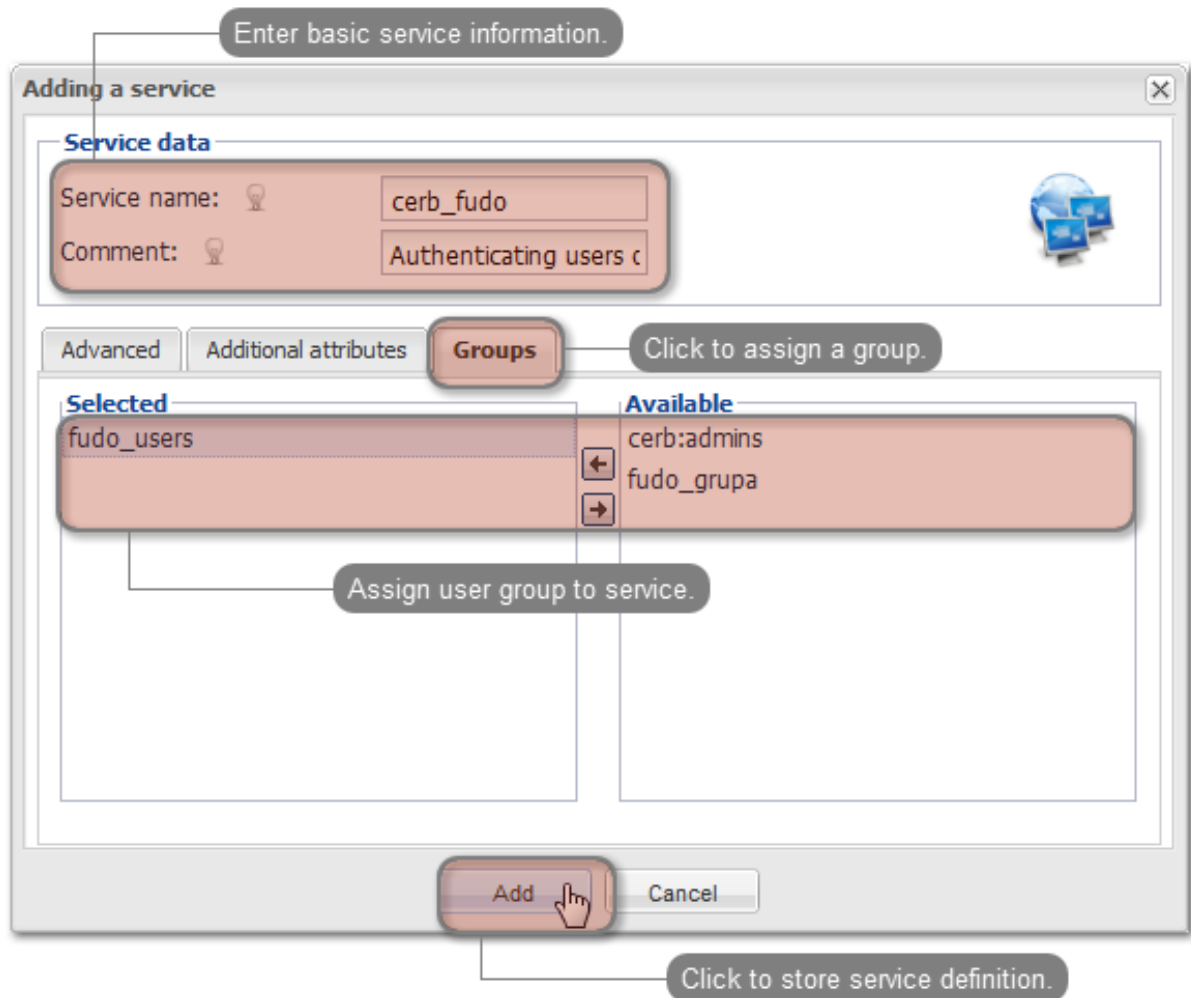 Enter basic service information.
Adding a service
Service data
Service name:
cerb_fudo
Comment:
Authenticating users
Advanced
Additional attributes
Groups
Click to assign a group.
Selected
Available
fudo_users
cerb:admins
fudo_grupa
Assign user group to service.
Add
Cancel
Click to store service definition.